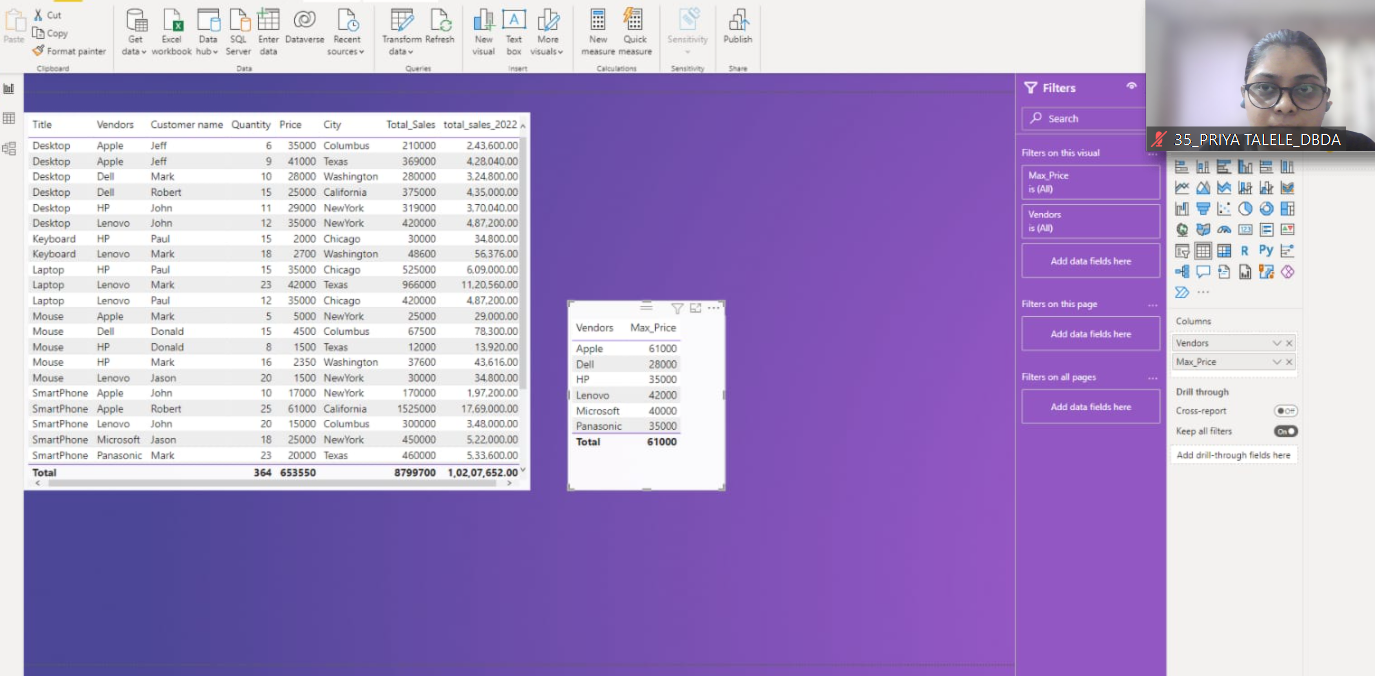 Paste
Cut
Copy
Format painter
Clipboard
Get data
Excel workbook
Data hub
SQL Server
Enter data
Dataverse
Recent sources
Data
Transform data
Refresh
Queries
New visual
Text box
More visuals
Insert
New measure
Quick measure
Calculations
Sensitivity
Sensitivity
Publish
Share
35_PRIYA TALELE_DBDA
Title Vendors Customer name Quantity Price City Total_Sales total_sales_2022
Desktop Apple Jeff 6 35000 Columbus 210000 2,43,600.00
Desktop Apple Jeff 9 41000 Texas 369000 4,28,040.00
Desktop Dell Mark 10 28000 Washington 280000 3,24,800.00
Desktop Dell Robert 15 25000 California 375000 4,35,000.00
Desktop HP John 11 29000 NewYork 319000 3,70,040.00
Desktop Lenovo John 12 35000 NewYork 420000 4,87,200.00
Keyboard HP Paul 15 2000 Chicago 30000 34,800.00
Keyboard Lenovo Mark 18 2700 Washington 48600 56,376.00
Laptop HP Paul 15 35000 Chicago 525000 6,09,000.00
Laptop Lenovo Mark 23 42000 Texas 966000 11,20,560.00
Laptop Lenovo Paul 12 35000 Chicago 420000 4,87,200.00
Mouse Apple Mark 5 5000 NewYork 25000 29,000.00
Mouse Dell Donald 15 4500 Columbus 67500 78,300.00
Mouse HP Donald 8 1500 Texas 12000 13,920.00
Mouse HP Mark 16 2350 Washington 37600 43,616.00
Mouse Lenovo Jason 20 1500 NewYork 30000 34,800.00
SmartPhone Apple John 10 17000 NewYork 170000 1,97,200.00
SmartPhone Apple Robert 25 61000 California 1525000 17,69,000.00
SmartPhone Lenovo John 20 15000 Columbus 300000 3,48,000.00
SmartPhone Microsoft Jason 18 25000 NewYork 450000 5,22,000.00
SmartPhone Panasonic Mark 23 20000 Texas 460000 5,33,600.00
Total 364 653550 8799700 1,02,07,652.00
Vendors Max_Price
Apple 61000
Dell 28000
HP 35000
Lenovo 42000
Microsoft 40000
Panasonic 35000
Total 61000
Filters
Search
Filters on this visual
Max_Price
is (All)
Vendors
is (All)
Add data fields here
Filters on this page
Add data fields here
Filters on all pages
Add data fields here
123
R
Py
Columns
Vendors
Max_Price
Drill through
Cross-report Off
Keep all filters On
Add drill-through fields here